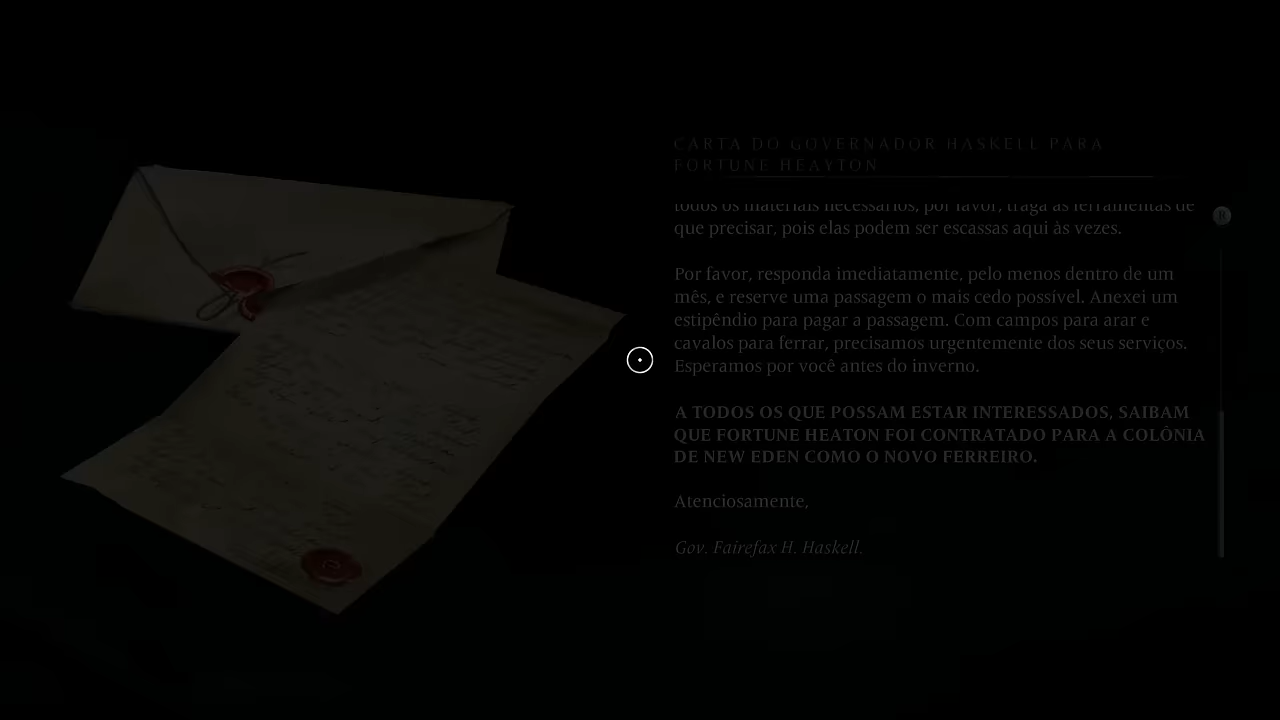 CARTA DO GOVERNADOR HASKELL PARA
FORTUNE HEAYTON
todos os materiais necessários, por favor, traga as ferramentas de
que precisar, pois elas podem ser escassas aqui às vezes.
Por favor, responda imediatamente, pelo menos dentro de um
mês, e reserve uma passagem o mais cedo possível. Anexei um
estipêndio para pagar a passagem. Com campos para arar e
cavalos para ferrar, precisamos urgentemente dos seus serviços.
Esperamos por você antes do inverno.
A TODOS OS QUE POSSAM ESTAR INTERESSADOS, SAIBAM
QUE FORTUNE HEATON FOI CONTRATADO PARA A COLÔNIA
DE NEW EDEN COMO O NOVO FERREIRO.
Atenciosamente,
Gov. Fairefax H. Haskell.